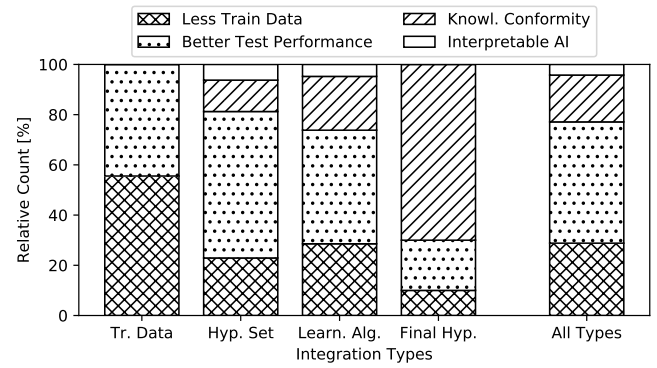 Less Train Data
Better Test Performance
Knowl. Conformity
Interpretable AI
Relative Count [%]
100
80
60
40
20
0
Tr. Data
Hyp. Set
Learn. Alg.
Final Hyp.
All Types
Integration Types